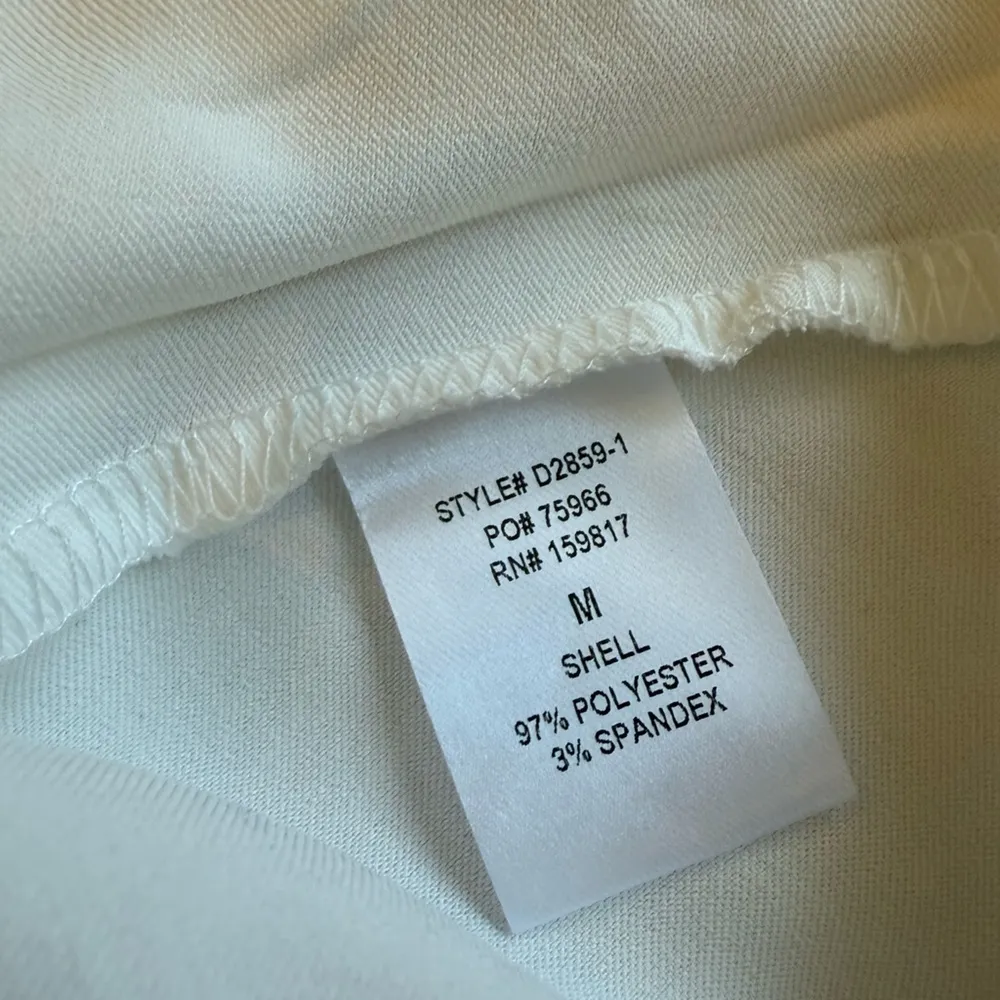 STYLE# D2859-1
PO# 75966
RN# 159817
M
SHELL
97% POLYESTER
3% SPANDEX